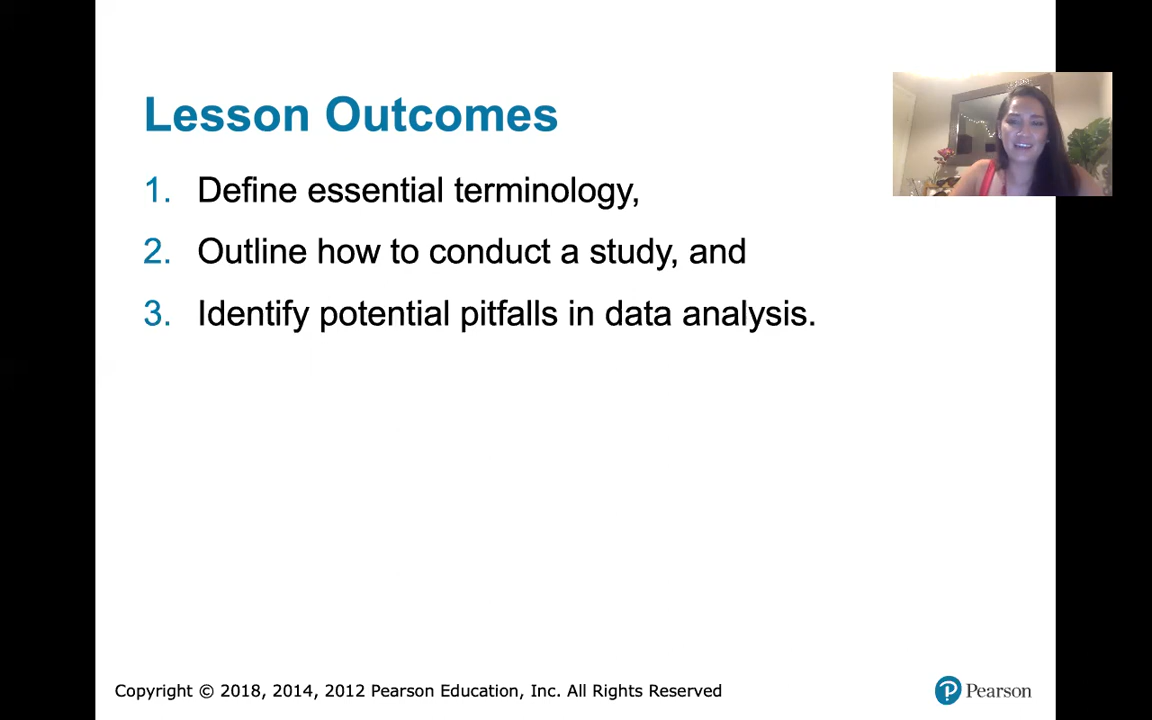 Lesson Outcomes
1. Define essential terminology,
2. Outline how to conduct a study, and
3. Identify potential pitfalls in data analysis.
Copyright © 2018, 2014, 2012 Pearson Education, Inc. All Rights Reserved
Pearson